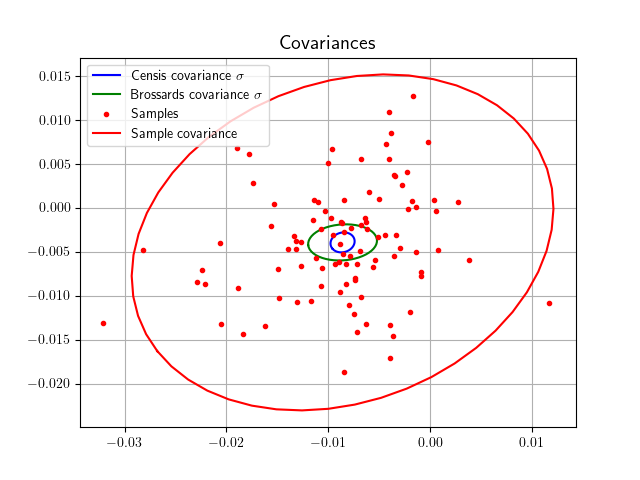 Covariances
Censis covariance σ
Brossards covariance σ
Samples
Sample covariance
0.015
0.010
0.005
0.000
−0.005
−0.010
−0.015
−0.020
−0.03 −0.02 −0.01 0.00 0.01